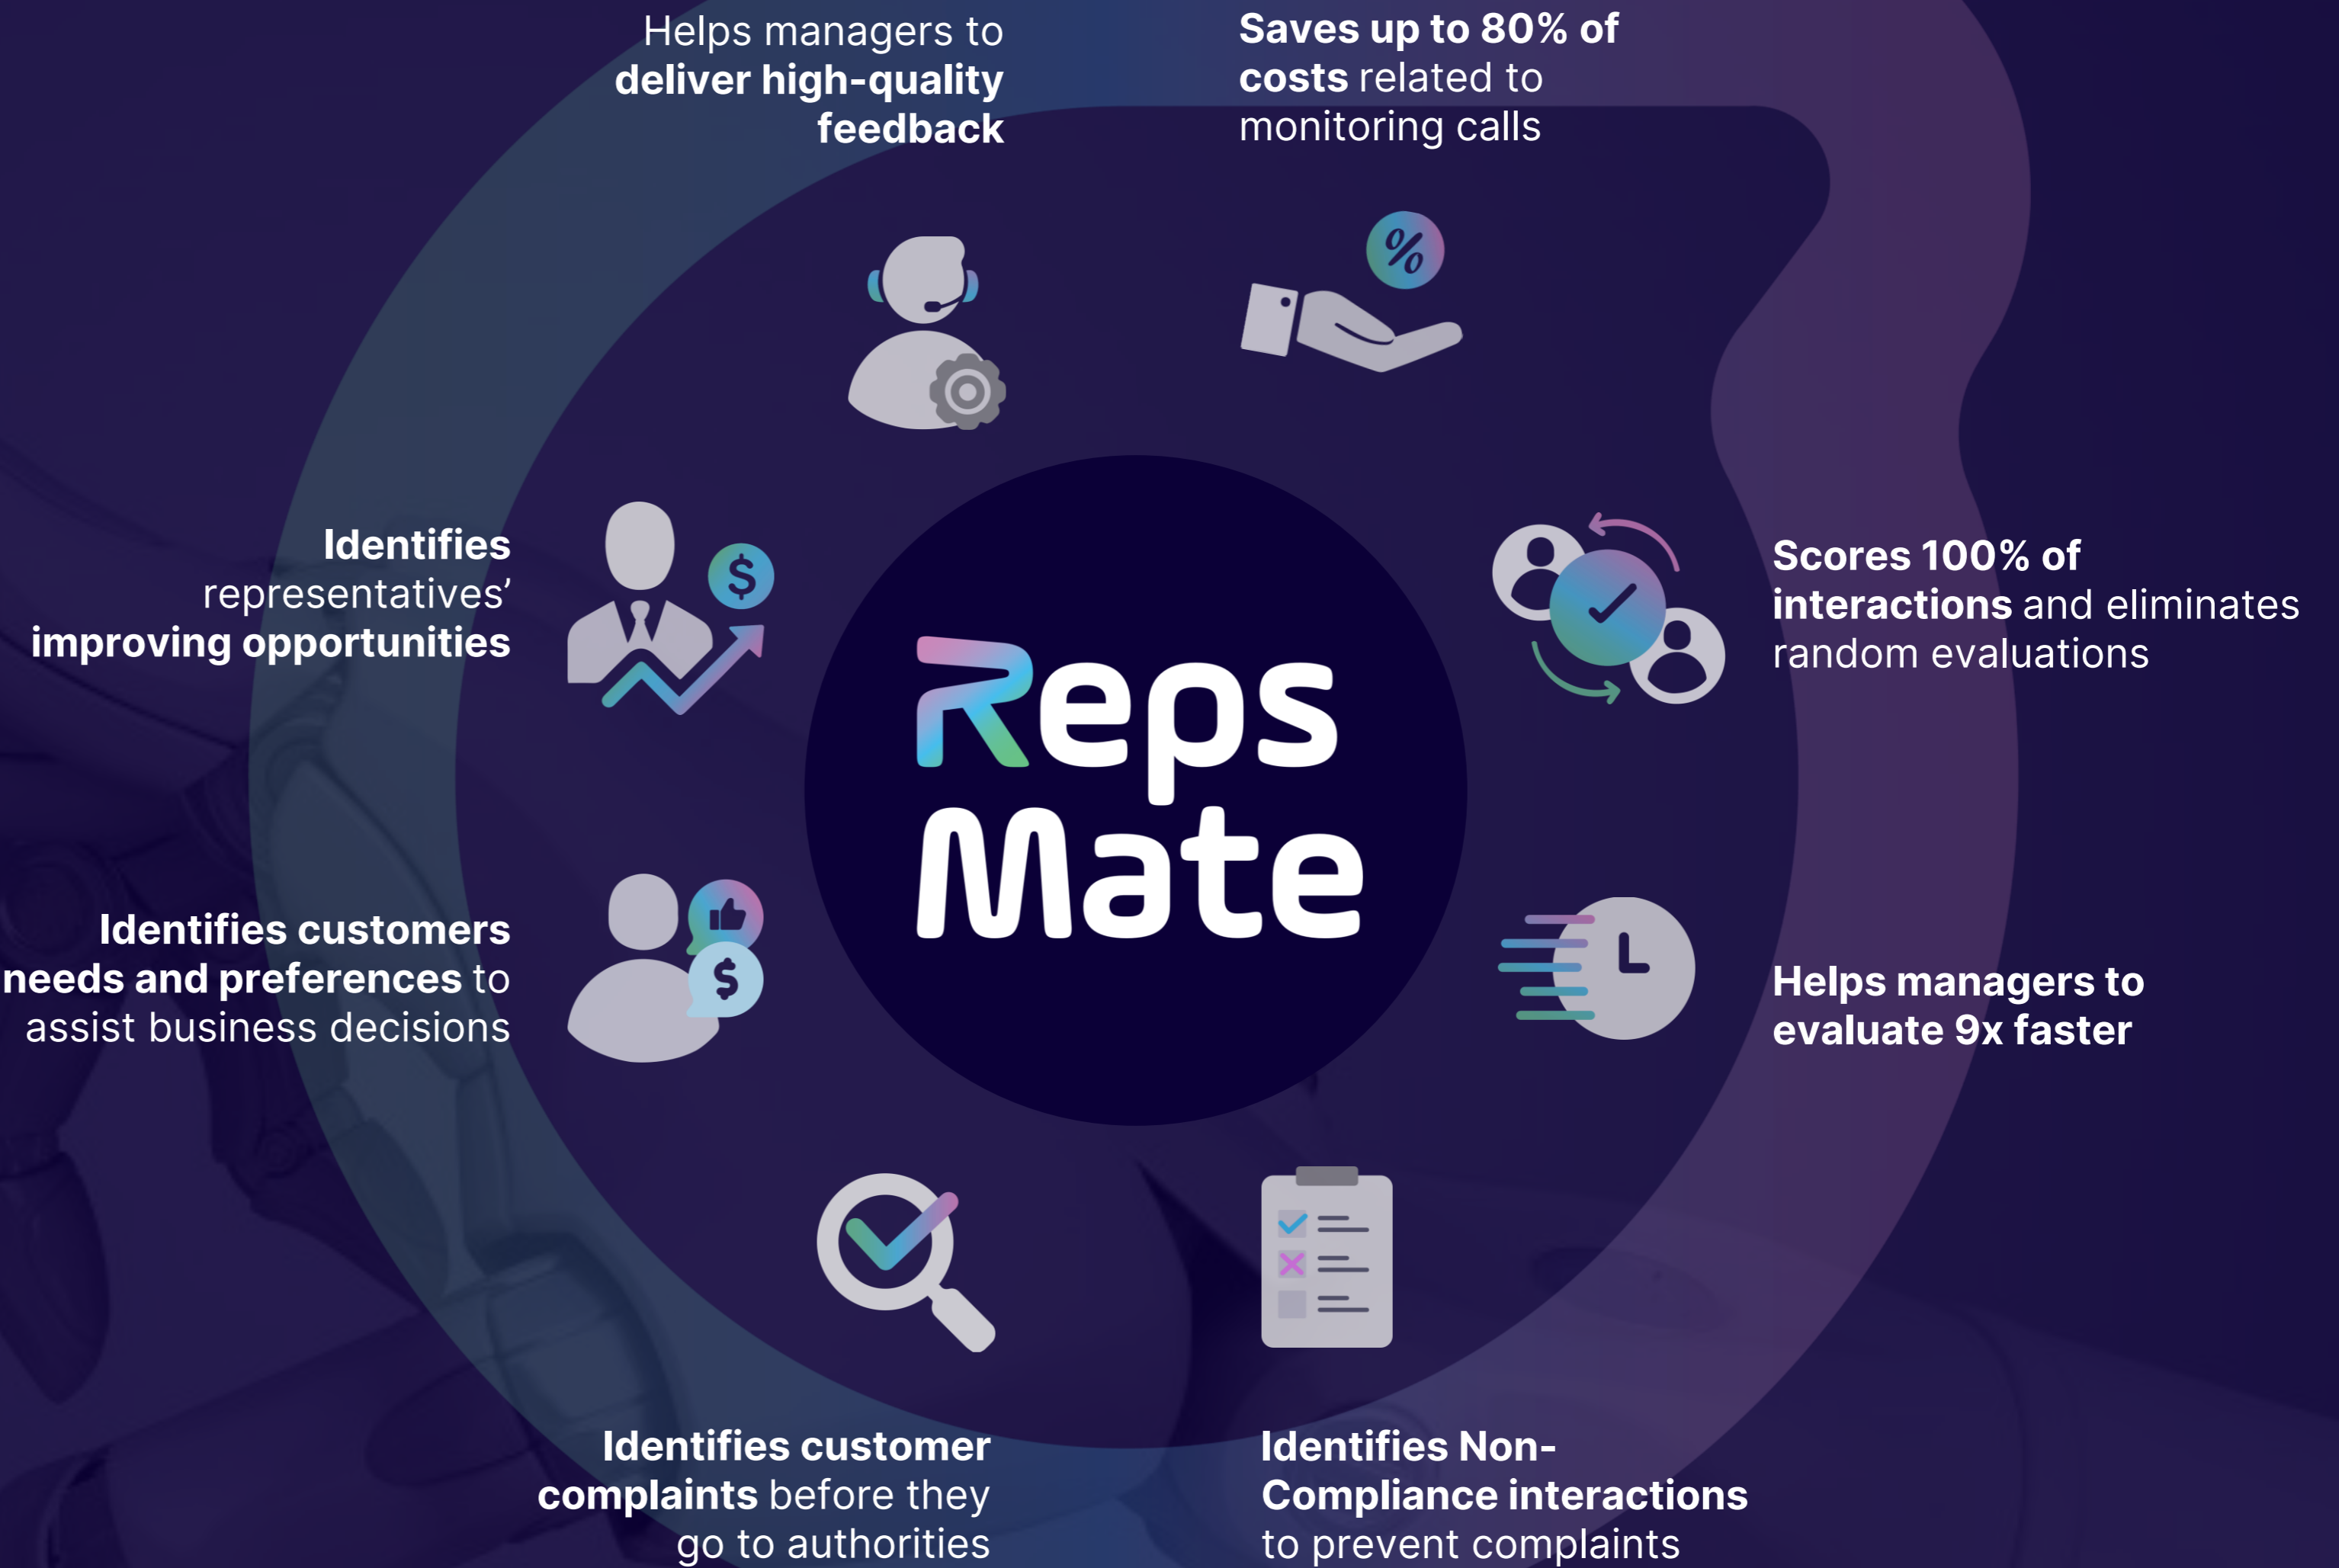 Helps managers to
deliver high-quality
feedback
Saves up to 80% of
costs related to
monitoring calls
%
Identifies
representatives’
improving opportunities
$
Scores 100% of
interactions and eliminates
random evaluations
Reps
Mate
Identifies customers
needs and preferences to
assist business decisions
$
Helps managers to
evaluate 9x faster
Identifies customer
complaints before they
go to authorities
Identifies Non-
Compliance interactions
to prevent complaints